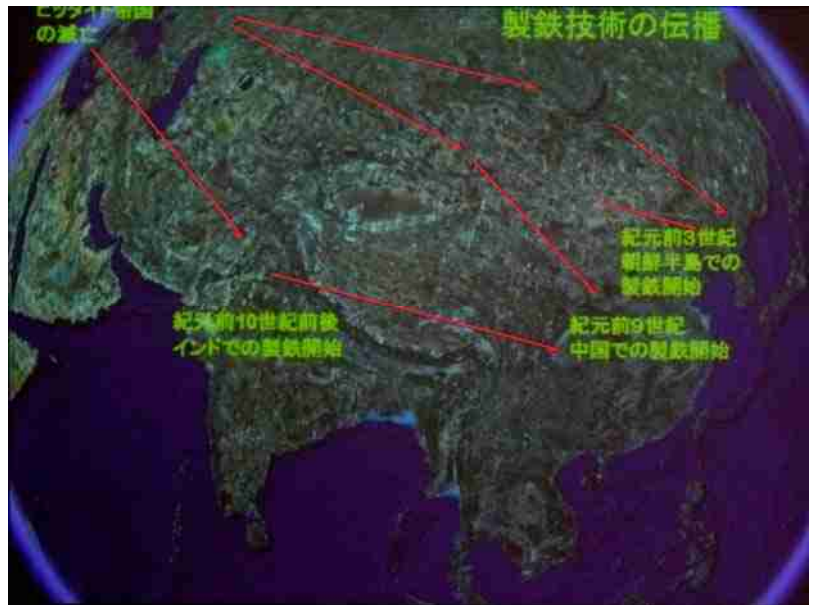 製鉄技術の伝播
ヒッタイト帝国
の滅亡
紀元前3世紀
朝鮮半島での
製鉄開始
紀元前10世紀前後
インドでの製鉄開始
紀元前9世紀
中国での製鉄開始